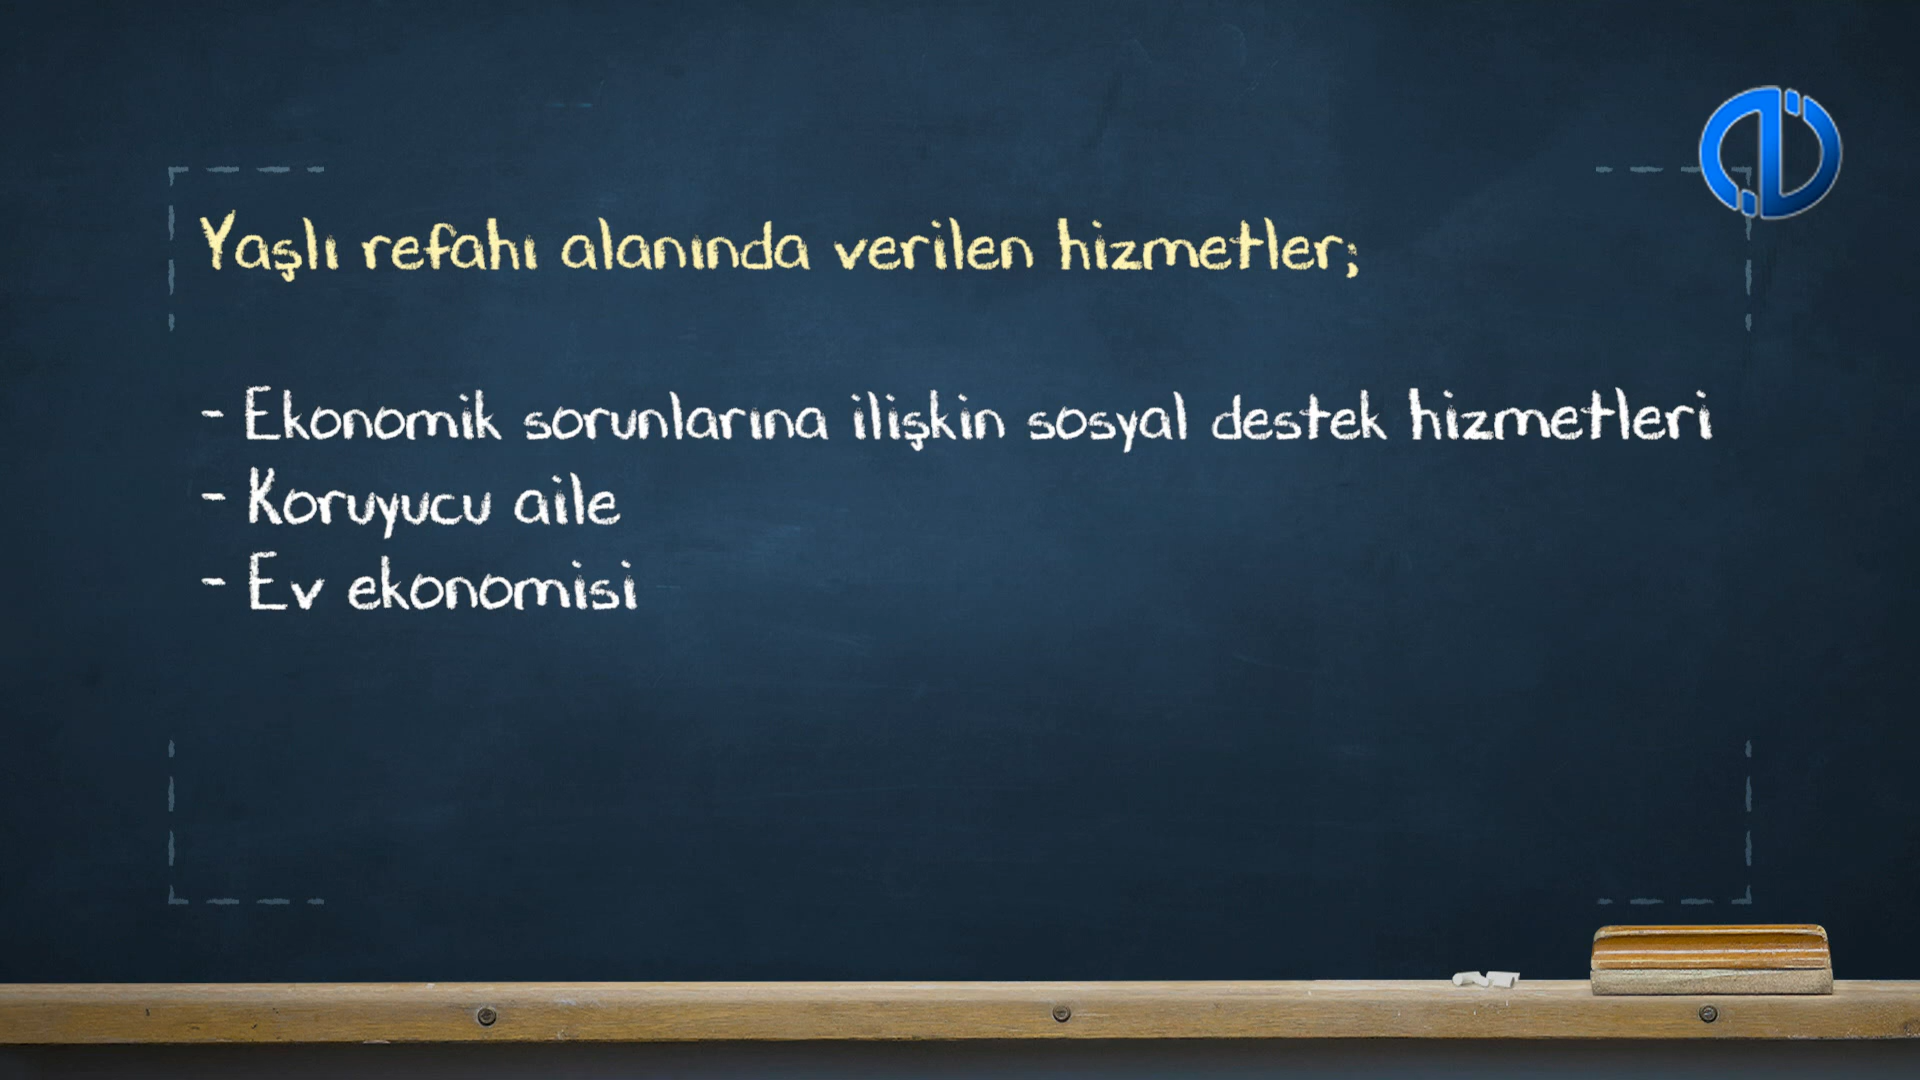 Yaşlı refahı alanında verilen hizmetler;
- Ekonomik sorunlarına ilişkin sosyal destek hizmetleri
- Koruyucu aile
- Ev ekonomisi